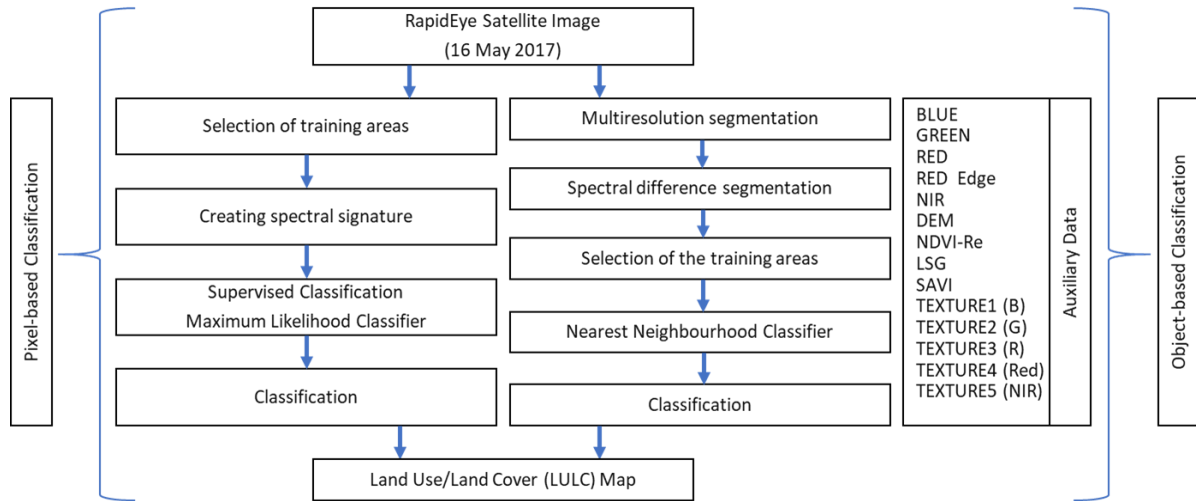 RapidEye Satellite Image
(16 May 2017)
Pixel-based Classification
Selection of training areas
Creating spectral signature
Supervised Classification
Maximum Likelihood Classifier
Classification
Multiresolution segmentation
Spectral difference segmentation
Selection of the training areas
Nearest Neighbourhood Classifier
Classification
BLUE
GREEN
RED
RED Edge
NIR
DEM
NDVI-Re
LSG
SAVI
TEXTURE1 (B)
TEXTURE2 (G)
TEXTURE3 (R)
TEXTURE4 (Red)
TEXTURE5 (NIR)
Auxiliary Data
Object-based Classification
Land Use/Land Cover (LULC) Map